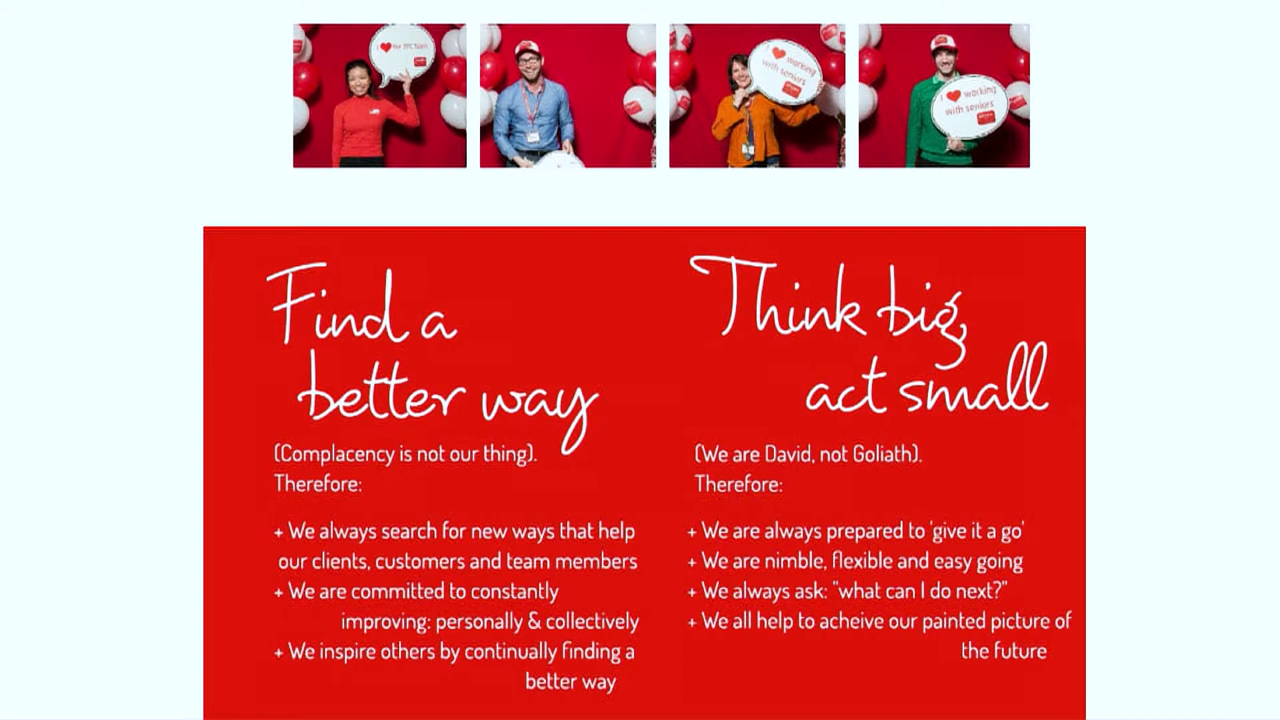 I ❤ the TPC team
I ❤ working
with seniors
I ❤ working
with seniors
Find a
better way
(Complacency is not our thing).
Therefore:
+ We always search for new ways that help
our clients, customers and team members
+ We are committed to constantly
improving: personally & collectively
+ We inspire others by continually finding a
better way
Think big,
act small
(We are David, not Goliath).
Therefore:
+ We are always prepared to 'give it a go'
+ We are nimble, flexible and easy going
+ We always ask: "what can I do next?"
+ We all help to acheive our painted picture of
the future